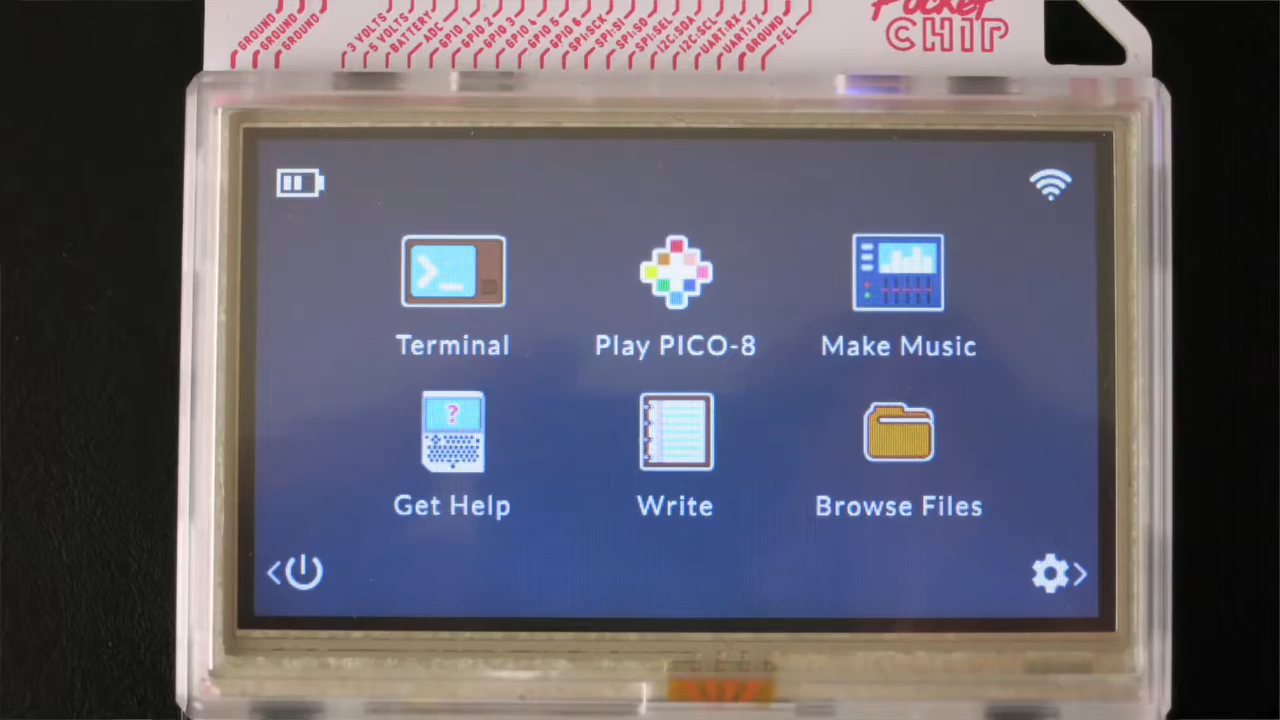 GROUND
GROUND
GROUND
3 VOLTS
5 VOLTS
BATTERY
ADC
GPIO 1
GPIO 2
GPIO 3
GPIO 4
GPIO 5
GPIO 6
SPI:SCK
SPI:SI
SPI:SO
SPI:SEL
I2C:SDA
I2C:SCL
UART:RX
UART:TX
GROUND
FEL
Pocket
CHIP
Terminal
Play PICO-8
Make Music
?
Get Help
Write
Browse Files